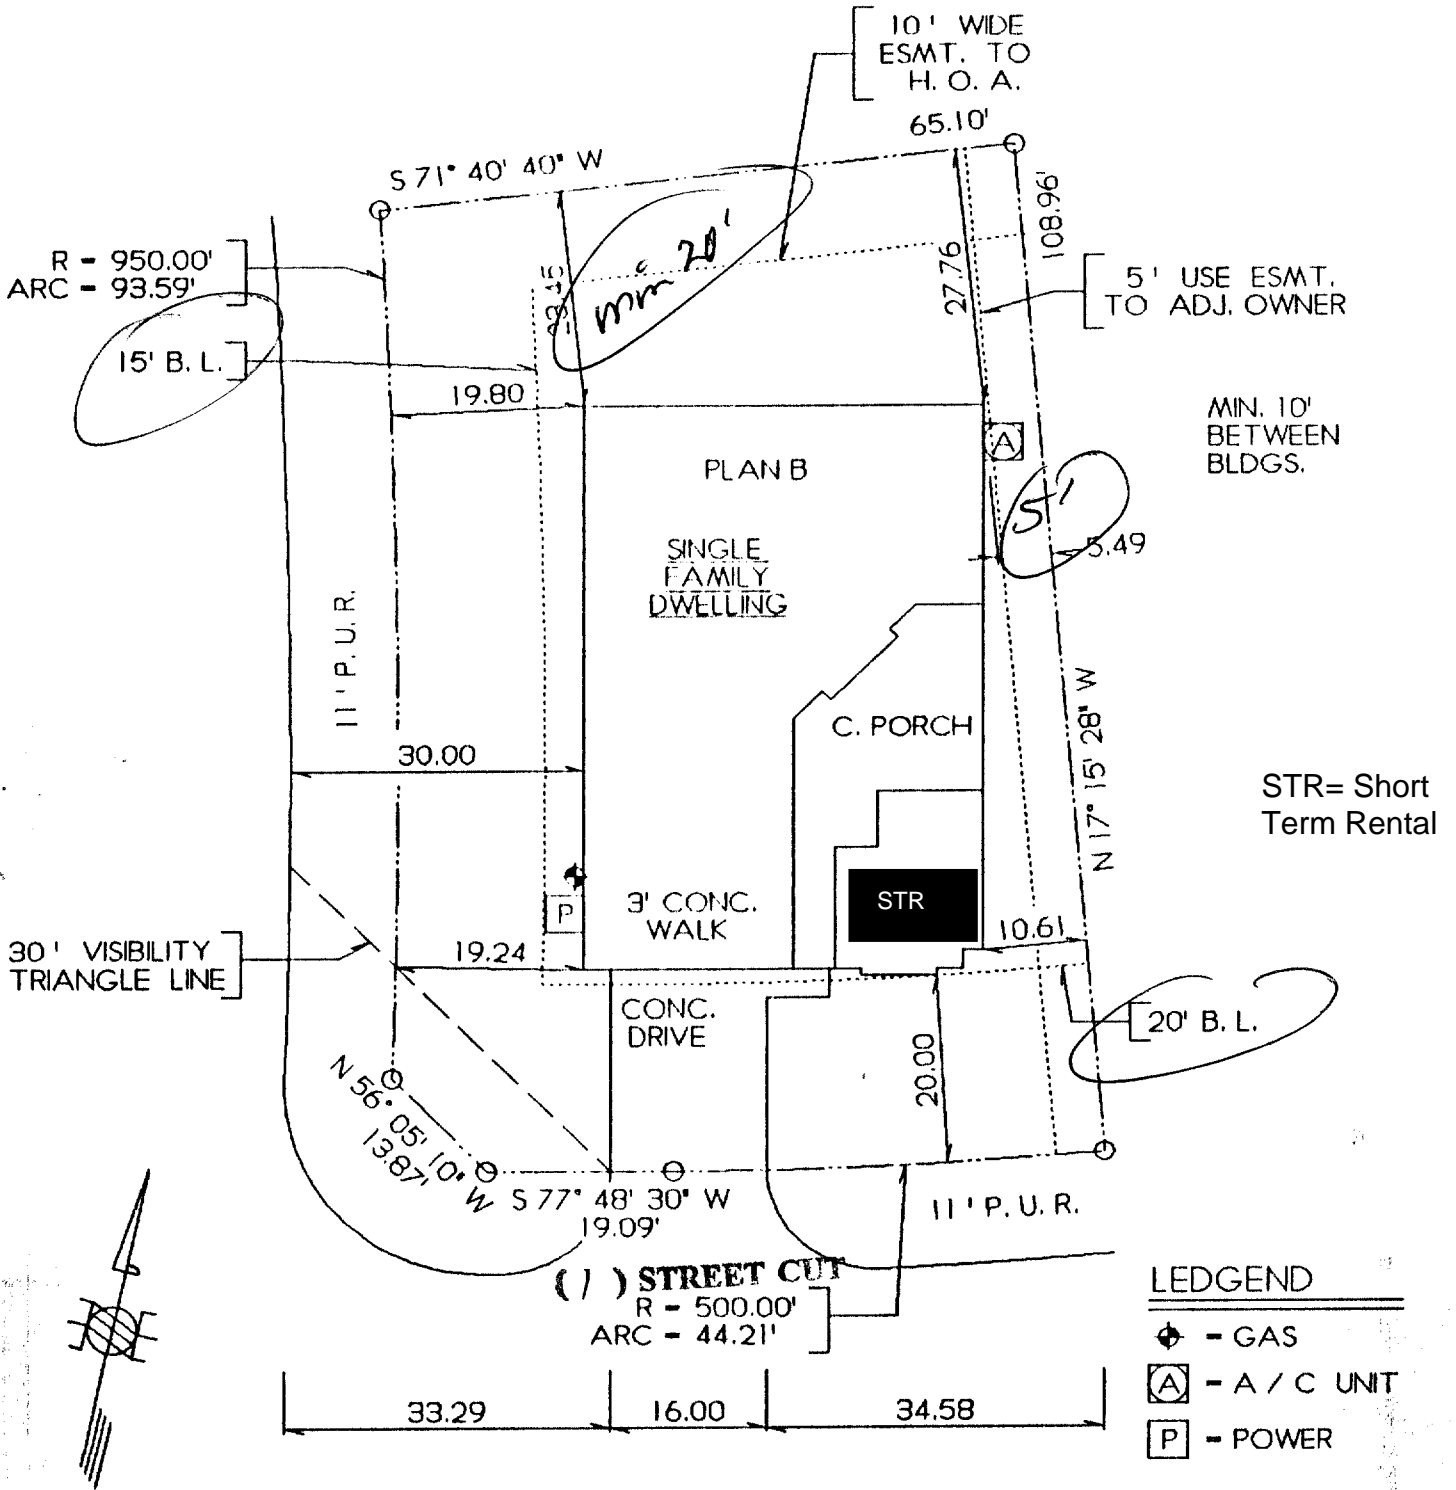 10' WIDE
ESMT. TO
H. O. A.
65.10'
S 71° 40' 40" W
108.96'
R - 950.00'
ARC - 93.59'
min 20'
27.76
5' USE ESMT.
TO ADJ. OWNER
15' B. L.
19.80
MIN. 10'
BETWEEN
BLDGS.
A
PLAN B
5'
5.49
SINGLE
FAMILY
DWELLING
11' P. U. R.
C. PORCH
N 17° 15' 28" W
30.00
STR= Short
Term Rental
STR
3' CONC.
WALK
P
10.61
30' VISIBILITY
TRIANGLE LINE
19.24
CONC.
DRIVE
20' B. L.
20.00
N 56° 05' 10" W
13.87'
S 77° 48' 30" W
19.09'
11' P. U. R.
(1) STREET CUT
R - 500.00'
ARC - 44.21'
LEDGEND
- GAS
A - A / C UNIT
P - POWER
33.29
16.00
34.58